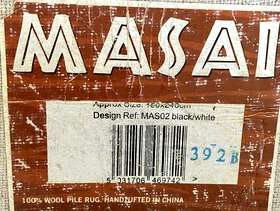 MASAI
Approx Size: 160x240cm
Design Ref: MAS02 black/white
392B
5 031706 469742 >
100% WOOL PILE RUG. HANDTUFTED IN CHINA